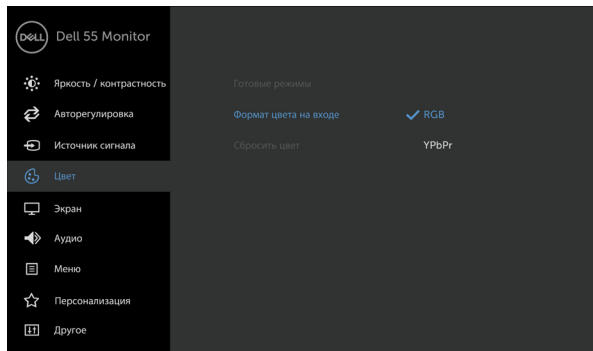 DELL
Dell 55 Monitor
Яркость / контрастность
Готовые режимы
Авторегулировка
Формат цвета на входе
RGB
Источник сигнала
Сбросить цвет
YPbPr
Цвет
Экран
Аудио
Меню
Персонализация
Другое